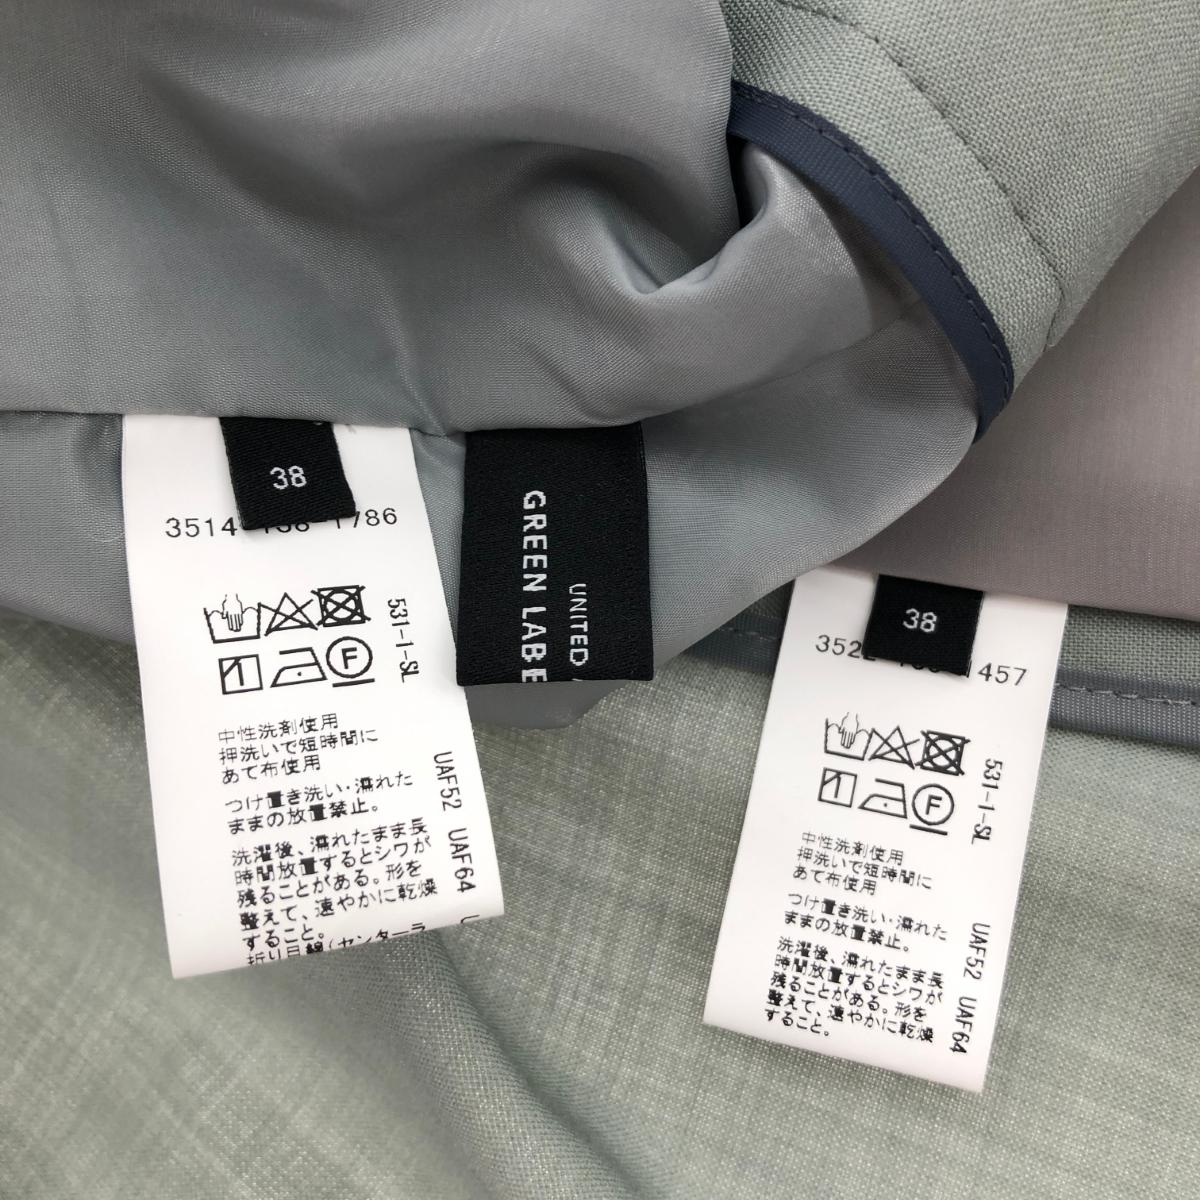 38
3514-138-1786
531-1-SL
1
F
中性洗剤使用
押洗いで短時間に
あて布使用
つけ置き洗い・濡れた
ままの放置禁止。
洗濯後、濡れたまま長
時間放置するとシワが
残ることがある。形を
整えて、速やかに乾燥
すること。
折り目線(センターラ
UAF52 UAF64
UNITED
GREEN LABE
38
1457
531-1-SL
1
F
中性洗剤使用
押洗いで短時間に
あて布使用
つけ置き洗い・濡れた
ままの放置禁止。
洗濯後、濡れたまま長
時間放置するとシワが
残ることがある。形を
整えて、速やかに乾燥
すること。
UAF52 UAF64